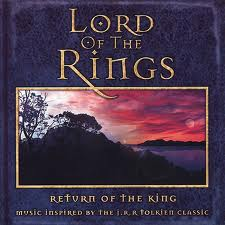 LORD
OF THE
RINGS
RETURN OF THE KING
MUSIC INSPIRED BY THE J.R.R TOLKIEN CLASSIC